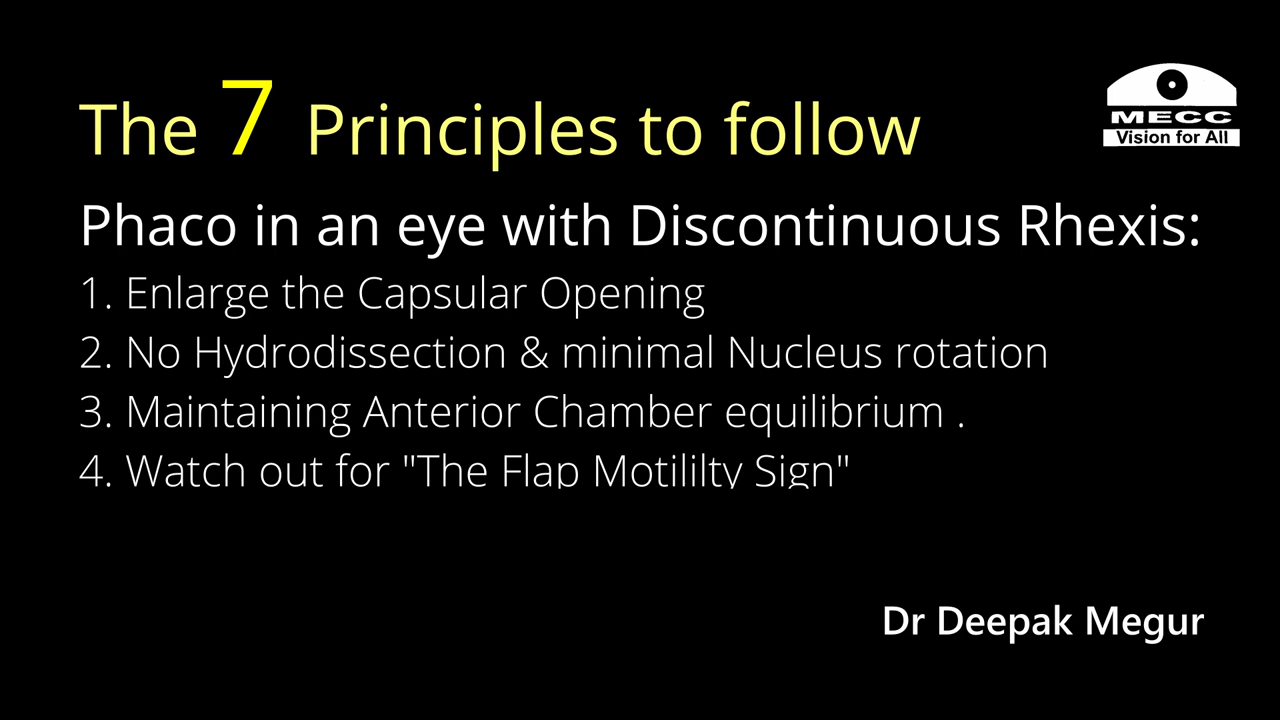 The 7 Principles to follow
MECC
Vision for All
Phaco in an eye with Discontinuous Rhexis:
1. Enlarge the Capsular Opening
2. No Hydrodissection & minimal Nucleus rotation
3. Maintaining Anterior Chamber equilibrium .
4. Watch out for "The Flap Motililty Sign"
Dr Deepak Megur